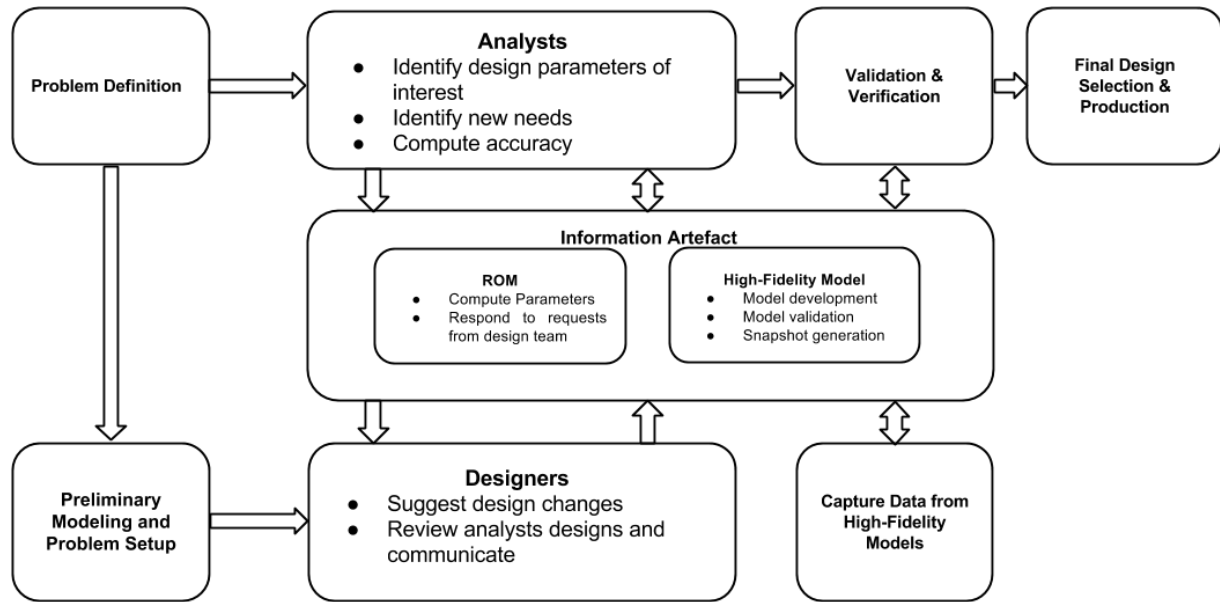 Problem Definition
Analysts
● Identify design parameters of
interest
● Identify new needs
● Compute accuracy
Validation &
Verification
Final Design
Selection &
Production
Information Artefact
ROM
● Compute Parameters
● Respond to requests
from design team
High-Fidelity Model
● Model development
● Model validation
● Snapshot generation
Preliminary
Modeling and
Problem Setup
Designers
● Suggest design changes
● Review analysts designs and
communicate
Capture Data from
High-Fidelity
Models